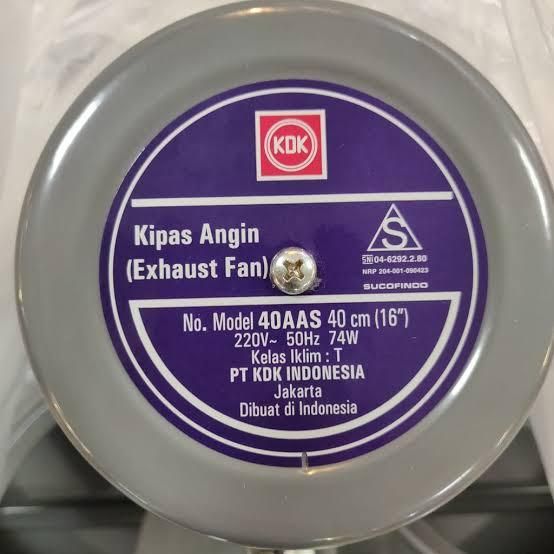 KDK
Kipas Angin
(Exhaust Fan)
S
SNI 04-6292.2.80
NRP 204-001-090423
SUCOFINDO
No. Model 40AAS 40 cm (16")
220V~ 50Hz 74W
Kelas Iklim : T
PT KDK INDONESIA
Jakarta
Dibuat di Indonesia